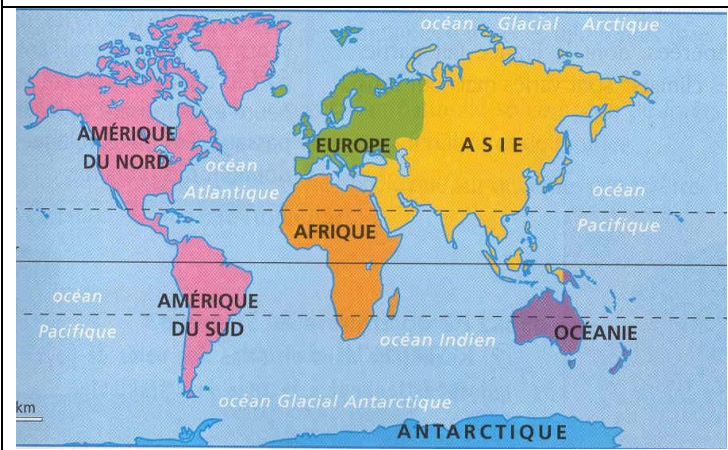 océan Glacial Arctique
AMÉRIQUE
DU NORD
EUROPE
ASIE
océan
Atlantique
océan
Pacifique
AFRIQUE
océan
Pacifique
AMÉRIQUE
DU SUD
OCÉANIE
océan Indien
océan Glacial Antarctique
km
ANTARCTIQUE